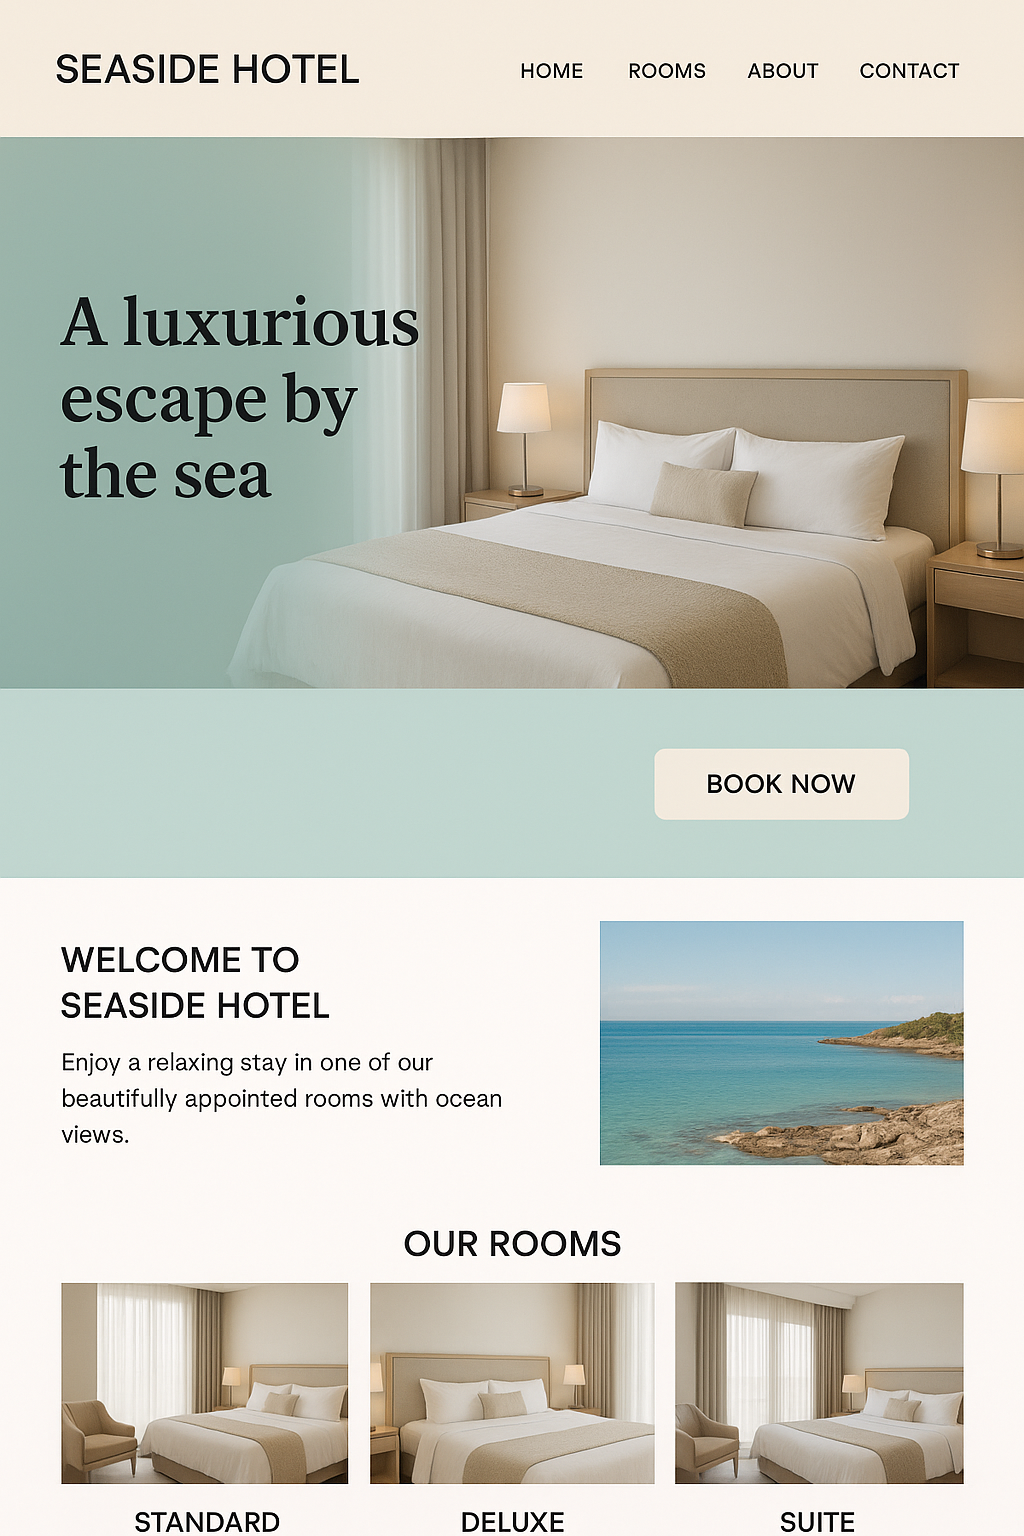 SEASIDE HOTEL
HOME ROOMS ABOUT CONTACT
A luxurious
escape by
the sea
BOOK NOW
WELCOME TO
SEASIDE HOTEL
Enjoy a relaxing stay in one of our
beautifully appointed rooms with ocean
views.
OUR ROOMS
STANDARD DELUXE SUITE